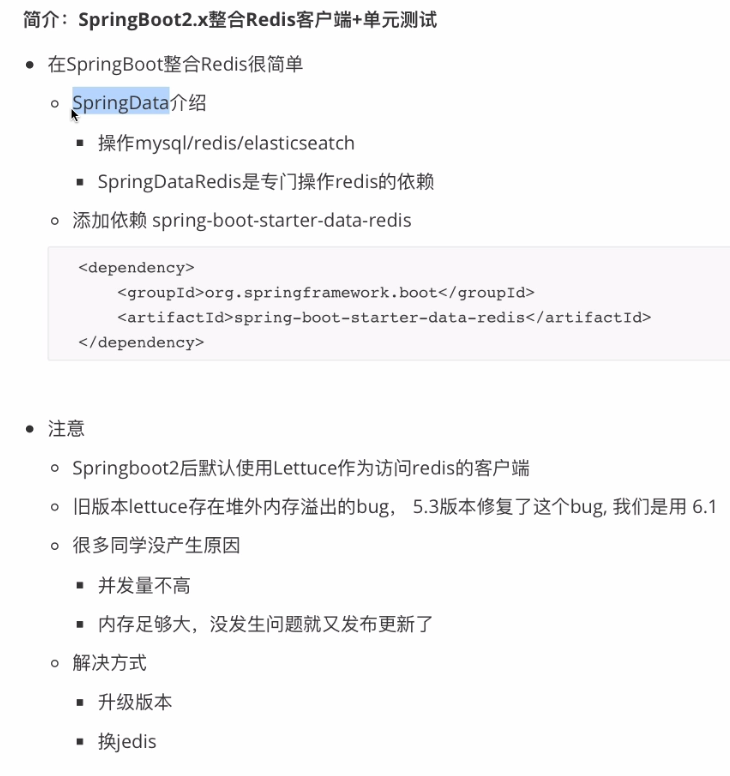 简介：SpringBoot2.x整合Redis客户端+单元测试
在SpringBoot整合Redis很简单
SpringData介绍
操作mysql/redis/elasticseatch
SpringDataRedis是专门操作redis的依赖
添加依赖 spring-boot-starter-data-redis
<dependency>
<groupId>org.springframework.boot</groupId>
<artifactId>spring-boot-starter-data-redis</artifactId>
</dependency>
注意
Springboot2后默认使用Lettuce作为访问redis的客户端
旧版本lettuce存在堆外内存溢出的bug， 5.3版本修复了这个bug, 我们是用 6.1
很多同学没产生原因
并发量不高
内存足够大，没发生问题就又发布更新了
解决方式
升级版本
换jedis